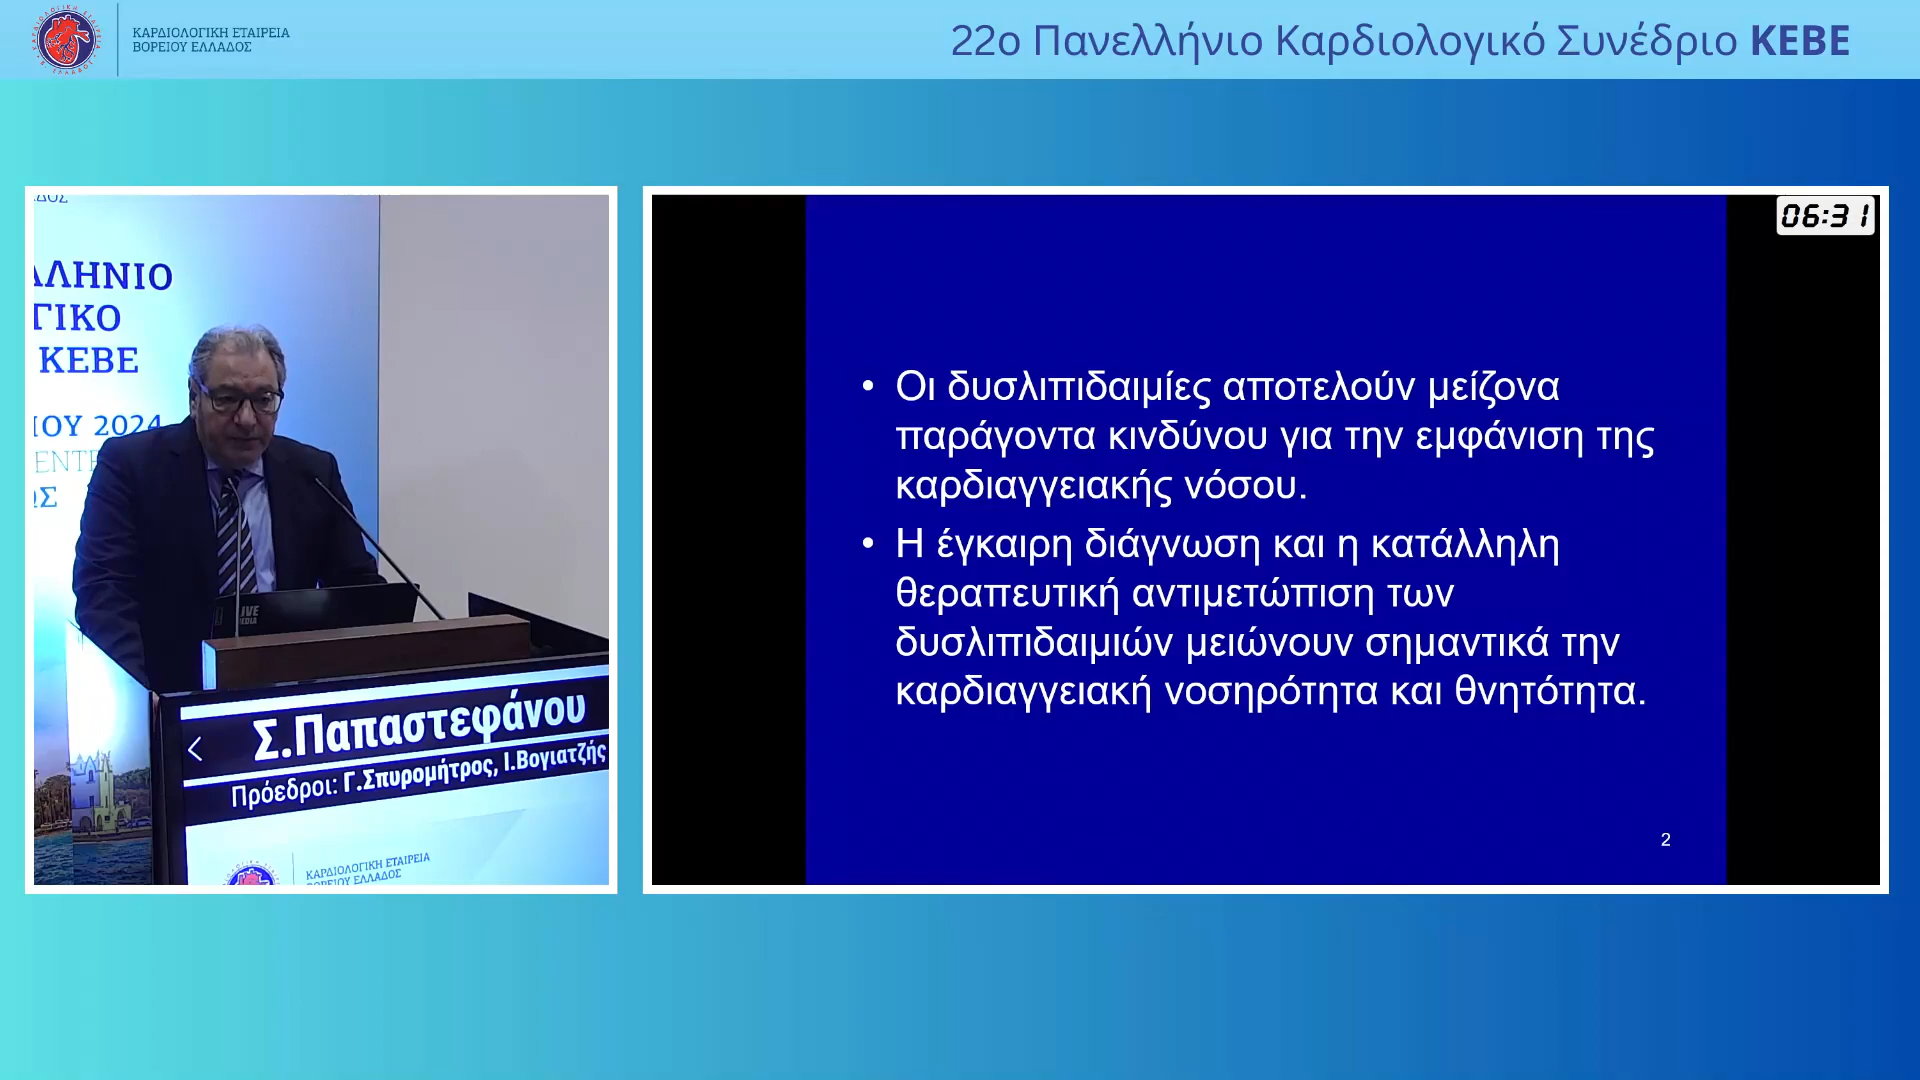 ΚΑΡΔΙΟΛΟΓΙΚΗ ΕΤΑΙΡΕΙΑ
ΒΟΡΕΙΟΥ ΕΛΛΑΔΟΣ
22ο Πανελλήνιο Καρδιολογικό Συνέδριο ΚΕΒΕ
ΛΛΗΝΙΟ
ΓΙΚΟ
ΚΕΒΕ
ΙΟΥ 2024
Σ.Παπαστεφάνου
Πρόεδροι: Γ.Σπυρομήτρος, Ι.Βογιατζής
ΚΑΡΔΙΟΛΟΓΙΚΗ ΕΤΑΙΡΕΙΑ
ΒΟΡΕΙΟΥ ΕΛΛΑΔΟΣ
06:31
• Οι δυσλιπιδαιμίες αποτελούν μείζονα
παράγοντα κινδύνου για την εμφάνιση της
καρδιαγγειακής νόσου.
• Η έγκαιρη διάγνωση και η κατάλληλη
θεραπευτική αντιμετώπιση των
δυσλιπιδαιμιών μειώνουν σημαντικά την
καρδιαγγειακή νοσηρότητα και θνητότητα.
2